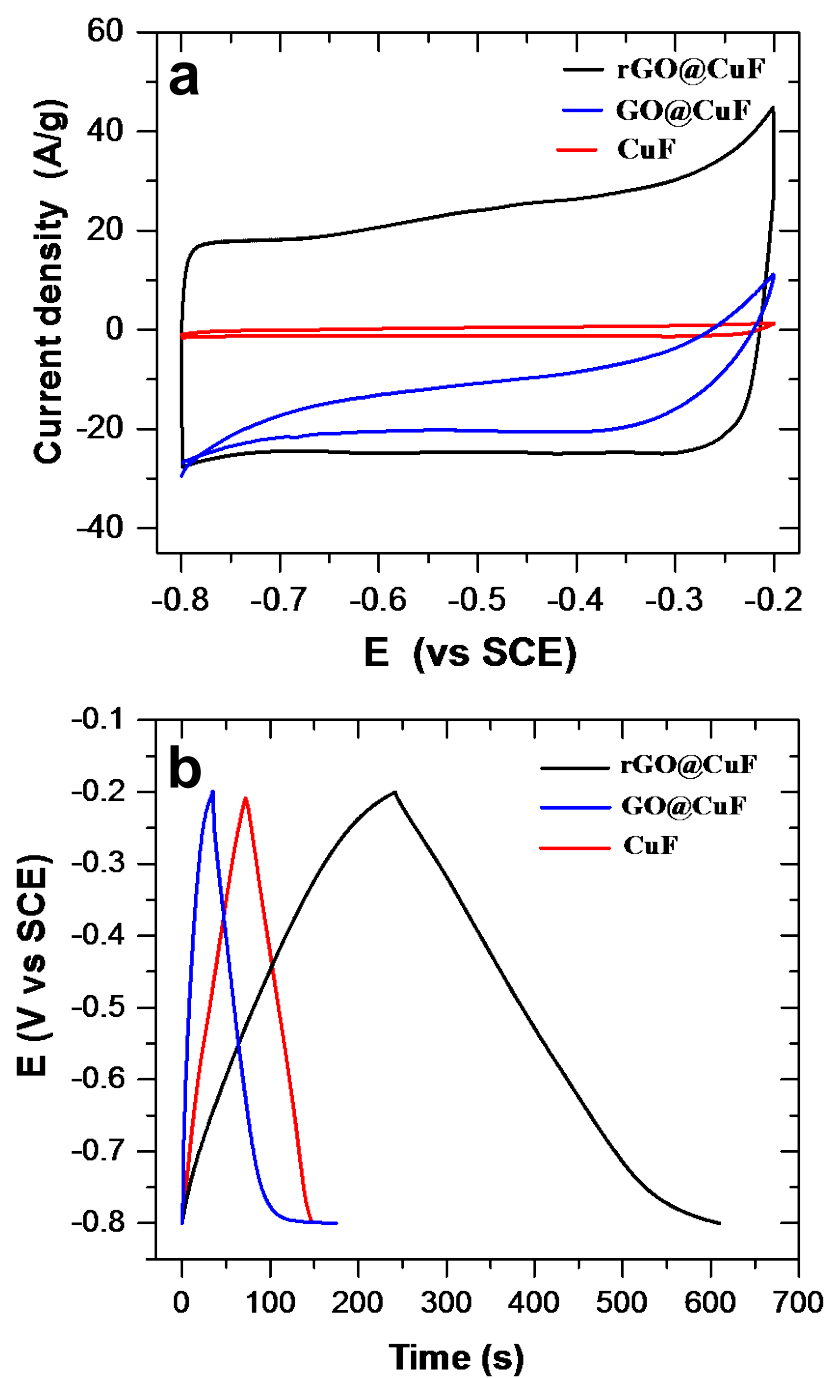 a
rGO@CuF
GO@CuF
CuF
60
40
20
0
-20
-40
Current density (A/g)
-0.8 -0.7 -0.6 -0.5 -0.4 -0.3 -0.2
E (vs SCE)
b
rGO@CuF
GO@CuF
CuF
-0.1
-0.2
-0.3
-0.4
-0.5
-0.6
-0.7
-0.8
E (V vs SCE)
0 100 200 300 400 500 600 700
Time (s)